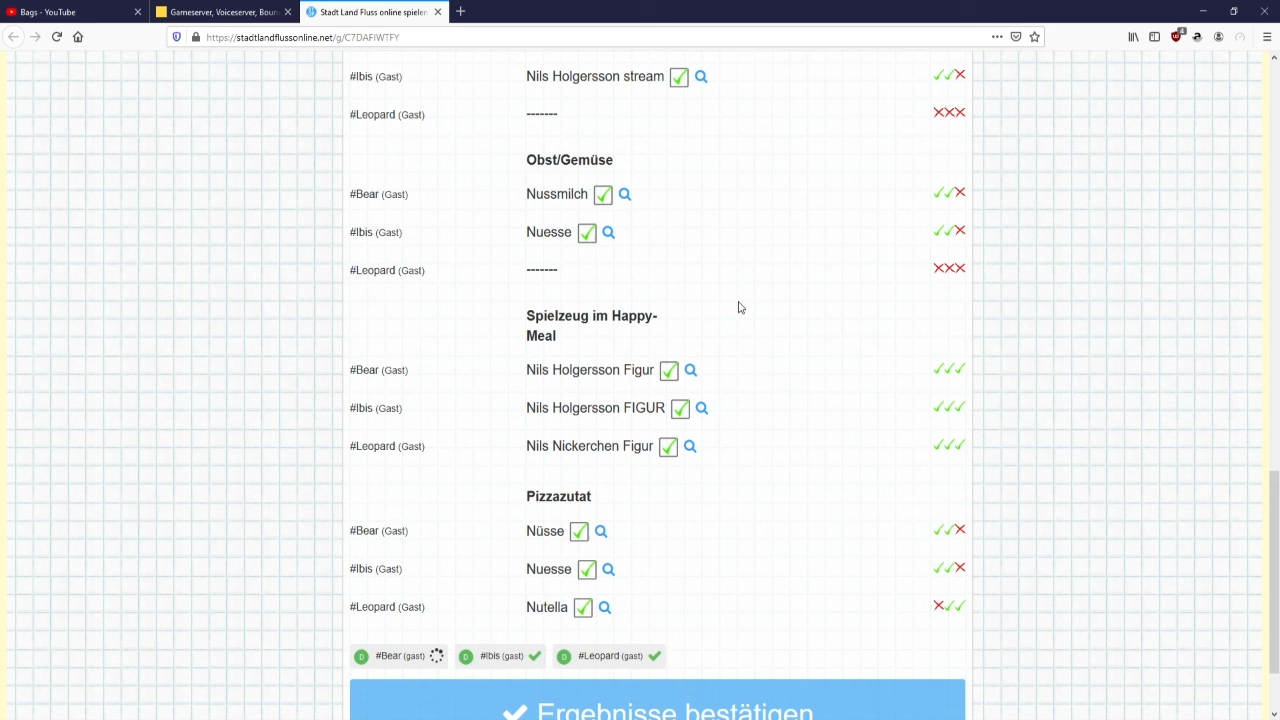 Bags - YouTube
Gameserver, Voiceserver, Boun
Stadt Land Fluss online spielen
https://stadtlandflussonline.net/g/C7DAFIWTFY
4
#Ibis (Gast) Nils Holgersson stream
#Leopard (Gast) -------
Obst/Gemüse
#Bear (Gast) Nussmilch
#Ibis (Gast) Nuesse
#Leopard (Gast) -------
Spielzeug im Happy-
Meal
#Bear (Gast) Nils Holgersson Figur
#Ibis (Gast) Nils Holgersson FIGUR
#Leopard (Gast) Nils Nickerchen Figur
Pizzazutat
#Bear (Gast) Nüsse
#Ibis (Gast) Nuesse
#Leopard (Gast) Nutella
D #Bear (gast) D #Ibis (gast) D #Leopard (gast)
Ergebnisse bestätigen